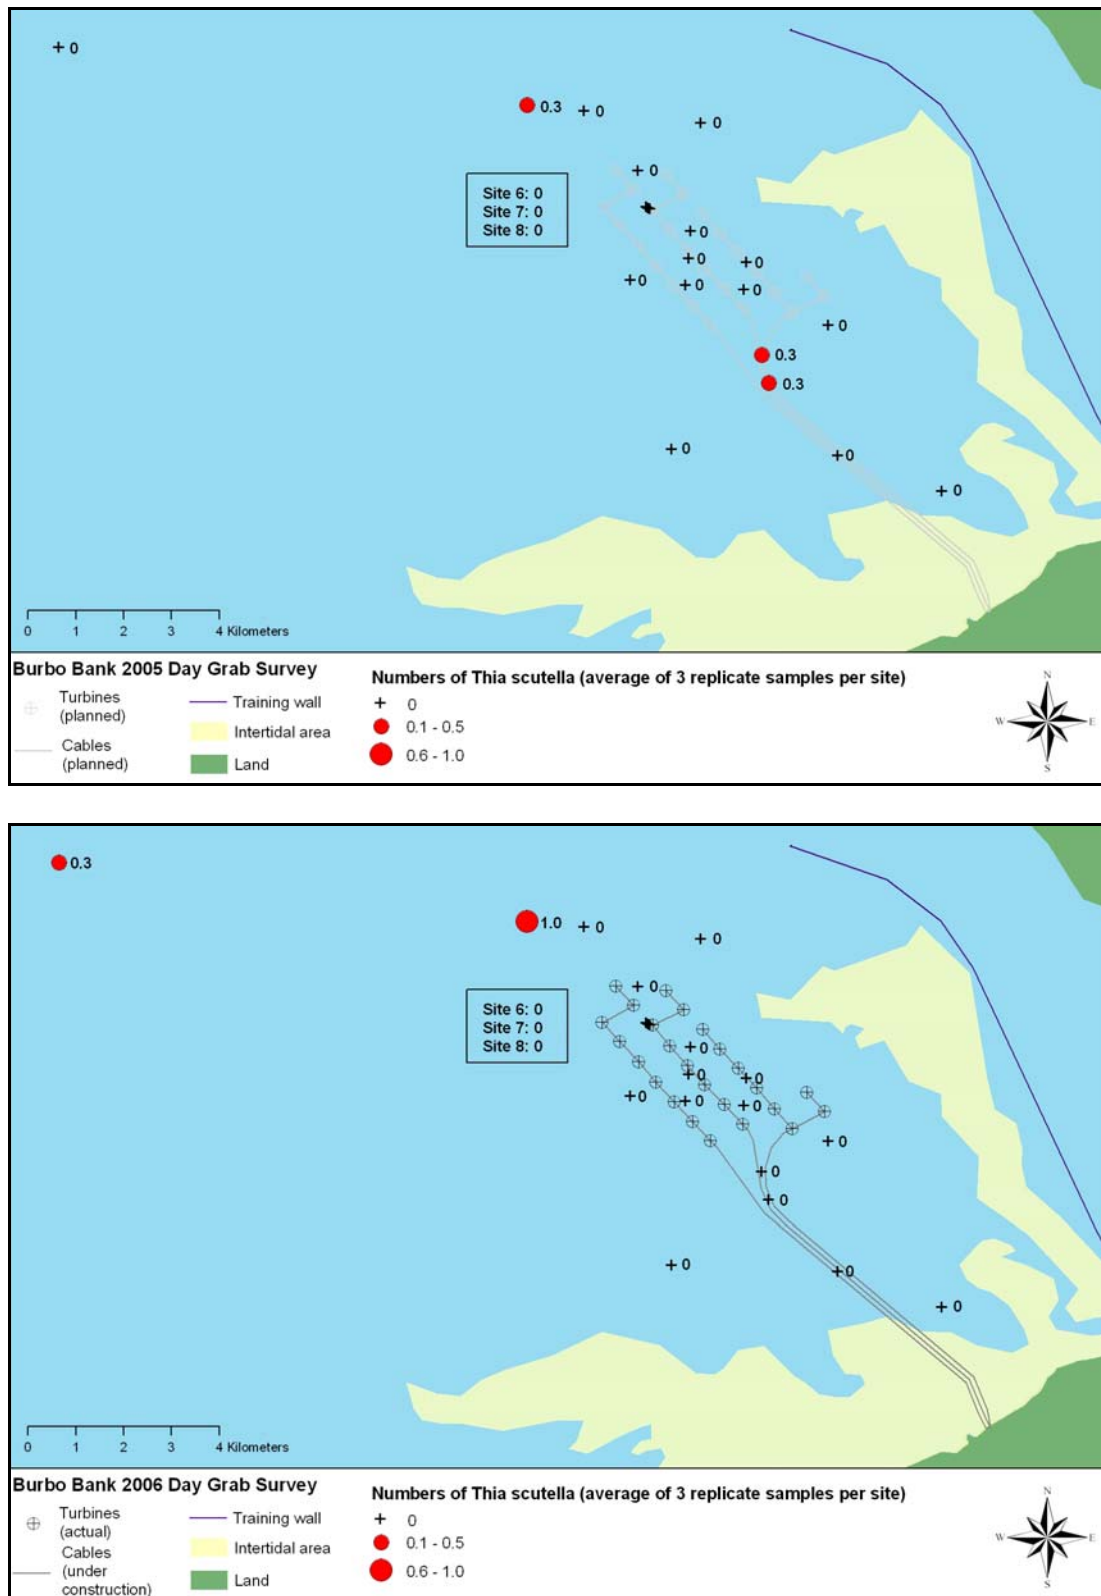 + 0
0.3
+ 0
+ 0
+ 0
Site 6: 0
Site 7: 0
Site 8: 0
+ 0
+ 0
+ 0
+ 0
+ 0
+ 0
+ 0
0.3
0.3
+ 0
+ 0
+ 0
0 1 2 3 4 Kilometers
Burbo Bank 2005 Day Grab Survey
Turbines
(planned)
Cables
(planned)
Training wall
Intertidal area
Land
Numbers of Thia scutella (average of 3 replicate samples per site)
+ 0
0.1 - 0.5
0.6 - 1.0
N
W E
S
0.3
1.0
+ 0
+ 0
+ 0
Site 6: 0
Site 7: 0
Site 8: 0
+ 0
+ 0
+ 0
+ 0
+ 0
+ 0
+ 0
+ 0
+ 0
+ 0
+ 0
+ 0
0 1 2 3 4 Kilometers
Burbo Bank 2006 Day Grab Survey
Turbines
(actual)
Cables
(under
construction)
Training wall
Intertidal area
Land
Numbers of Thia scutella (average of 3 replicate samples per site)
+ 0
0.1 - 0.5
0.6 - 1.0
N
W E
S